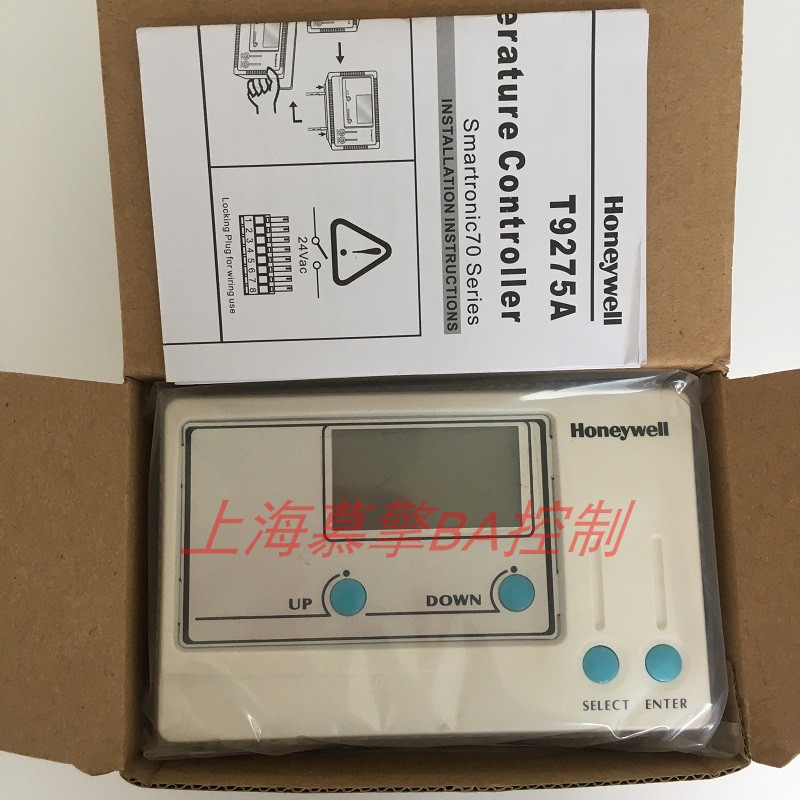 Honeywell
T9275A
erature Controller
Smartronic70 Series
INSTALLATION INSTRUCTIONS
24Vac
1 2 3 4 5 6 7 8
Locking Plug for wiring use
Honeywell
上海慕擎BA控制
UP
DOWN
SELECT ENTER